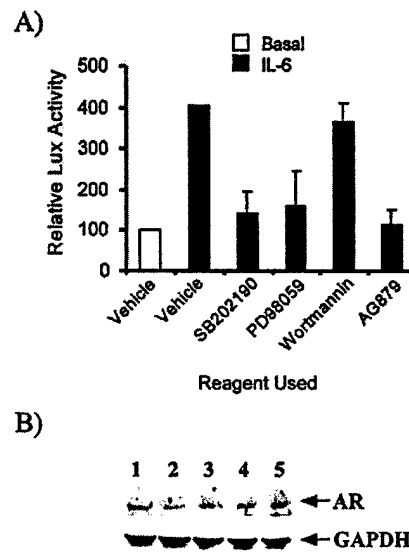 A)
Basal
IL-6
Relative Lux Activity
500
400
300
200
100
0
Vehicle
Vehicle
SB202190
PD98059
Wortmannin
AG879
Reagent Used
B)
1 2 3 4 5
AR
GAPDH